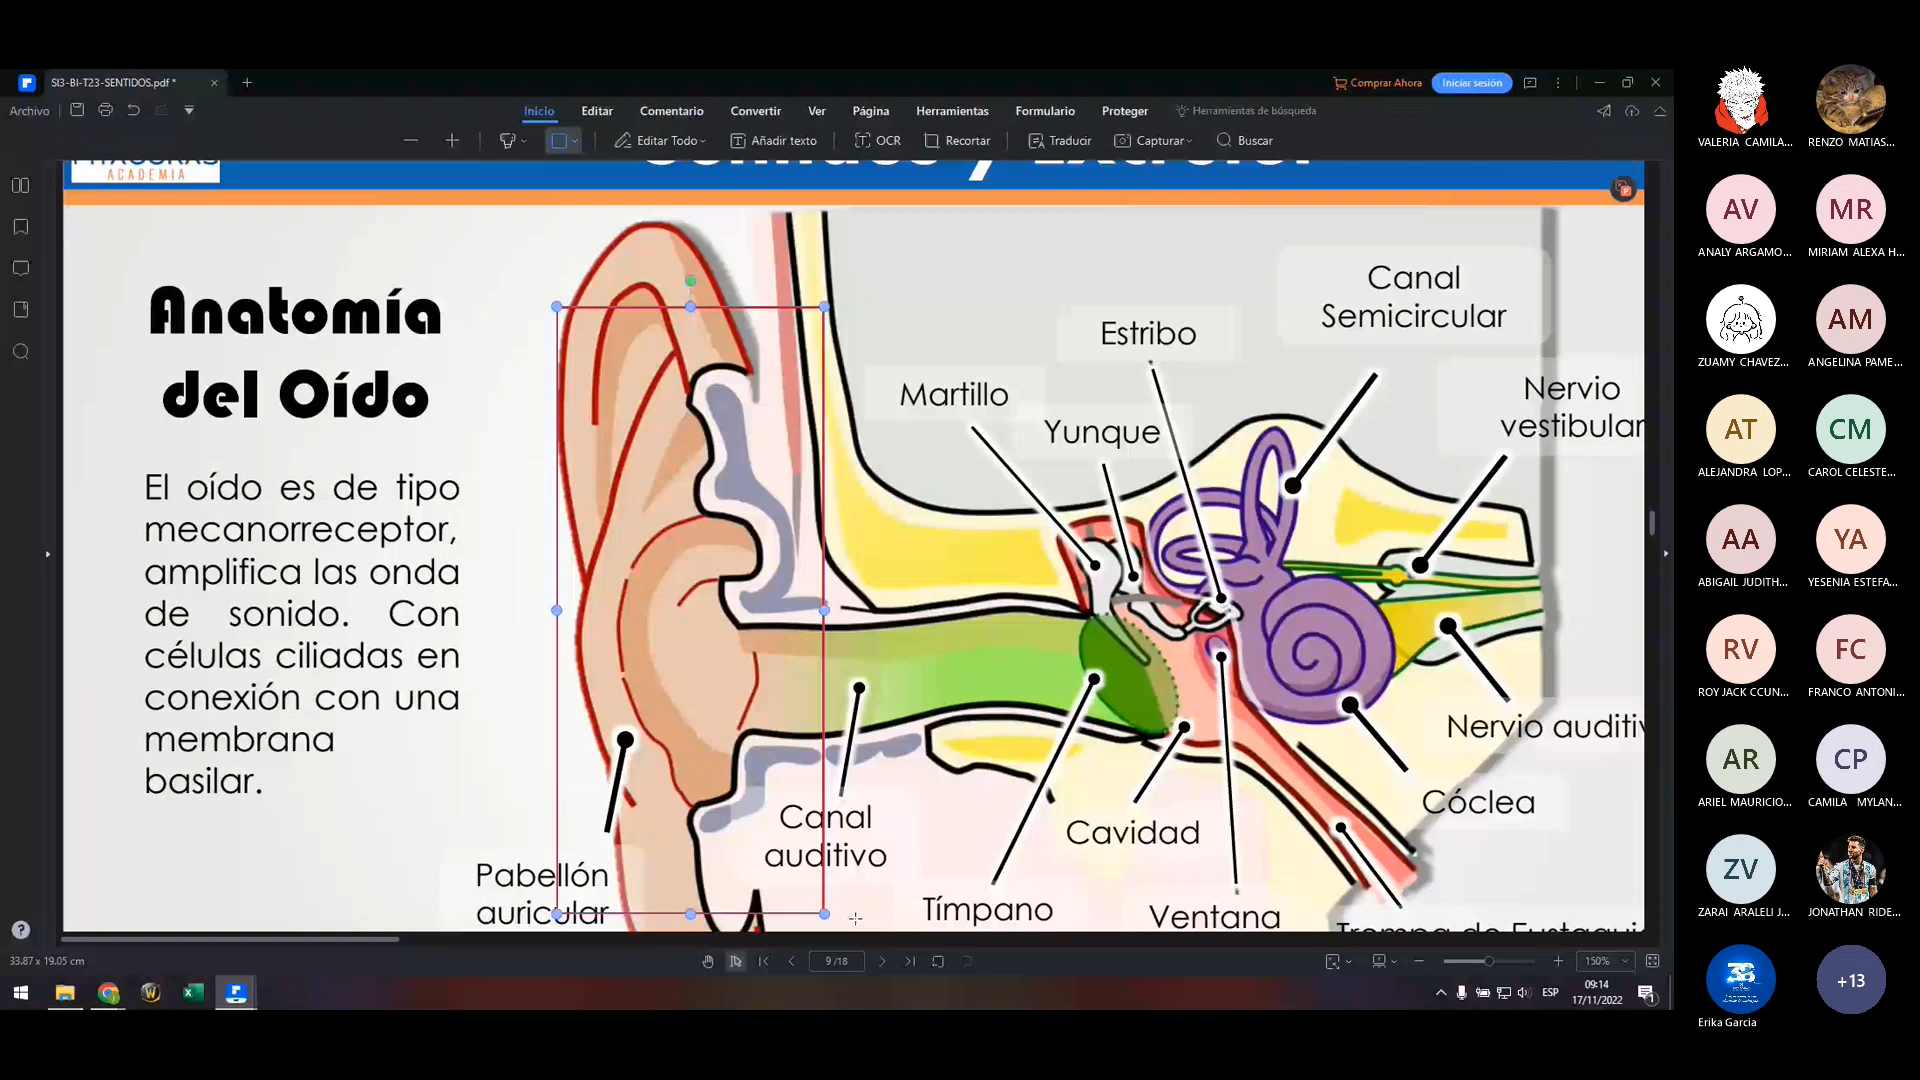 SI3-BI-T23-SENTIDOS.pdf *
Comprar Ahora
Iniciar sesión
Archivo
Inicio
Editar
Comentario
Convertir
Ver
Página
Herramientas
Formulario
Proteger
Herramientas de búsqueda
Editar Todo
Añadir texto
OCR
Recortar
Traducir
Capturar
Buscar
ACADEMIA
Anatomía
del Oído
El oído es de tipo
mecanorreceptor,
amplifica las onda
de sonido. Con
células ciliadas en
conexión con una
membrana
basilar.
Canal
Semicircular
Estribo
Martillo
Yunque
Nervio
vestibular
Nervio auditiv
Cóclea
Canal
auditivo
Cavidad
Pabellón
auricular
Tímpano
Ventana
Trompa de Eustaqui
33.87 x 19.05 cm
9 /18
150%
ESP
09:14
17/11/2022
1
VALERIA CAMILA...
RENZO MATIAS...
AV
ANALY ARGAMO...
MR
MIRIAM ALEXA H...
ZUAMY CHAVEZ...
AM
ANGELINA PAME...
AT
ALEJANDRA LOP...
CM
CAROL CELESTE...
AA
ABIGAIL JUDITH...
YA
YESENIA ESTEFA...
RV
ROY JACK CCUN...
FC
FRANCO ANTONI...
AR
ARIEL MAURICIO...
CP
CAMILA MYLAN...
ZV
ZARAI ARALELI J...
JONATHAN RIDE...
Erika Garcia
+13